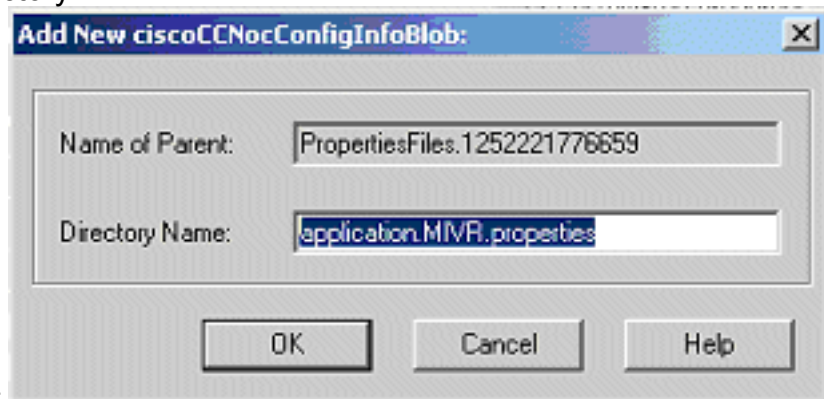 Add New ciscoCCNocConfigInfoBlob:
Name of Parent: PropertiesFiles.1252221776659
Directory Name: application.MIVR.properties
OK Cancel Help